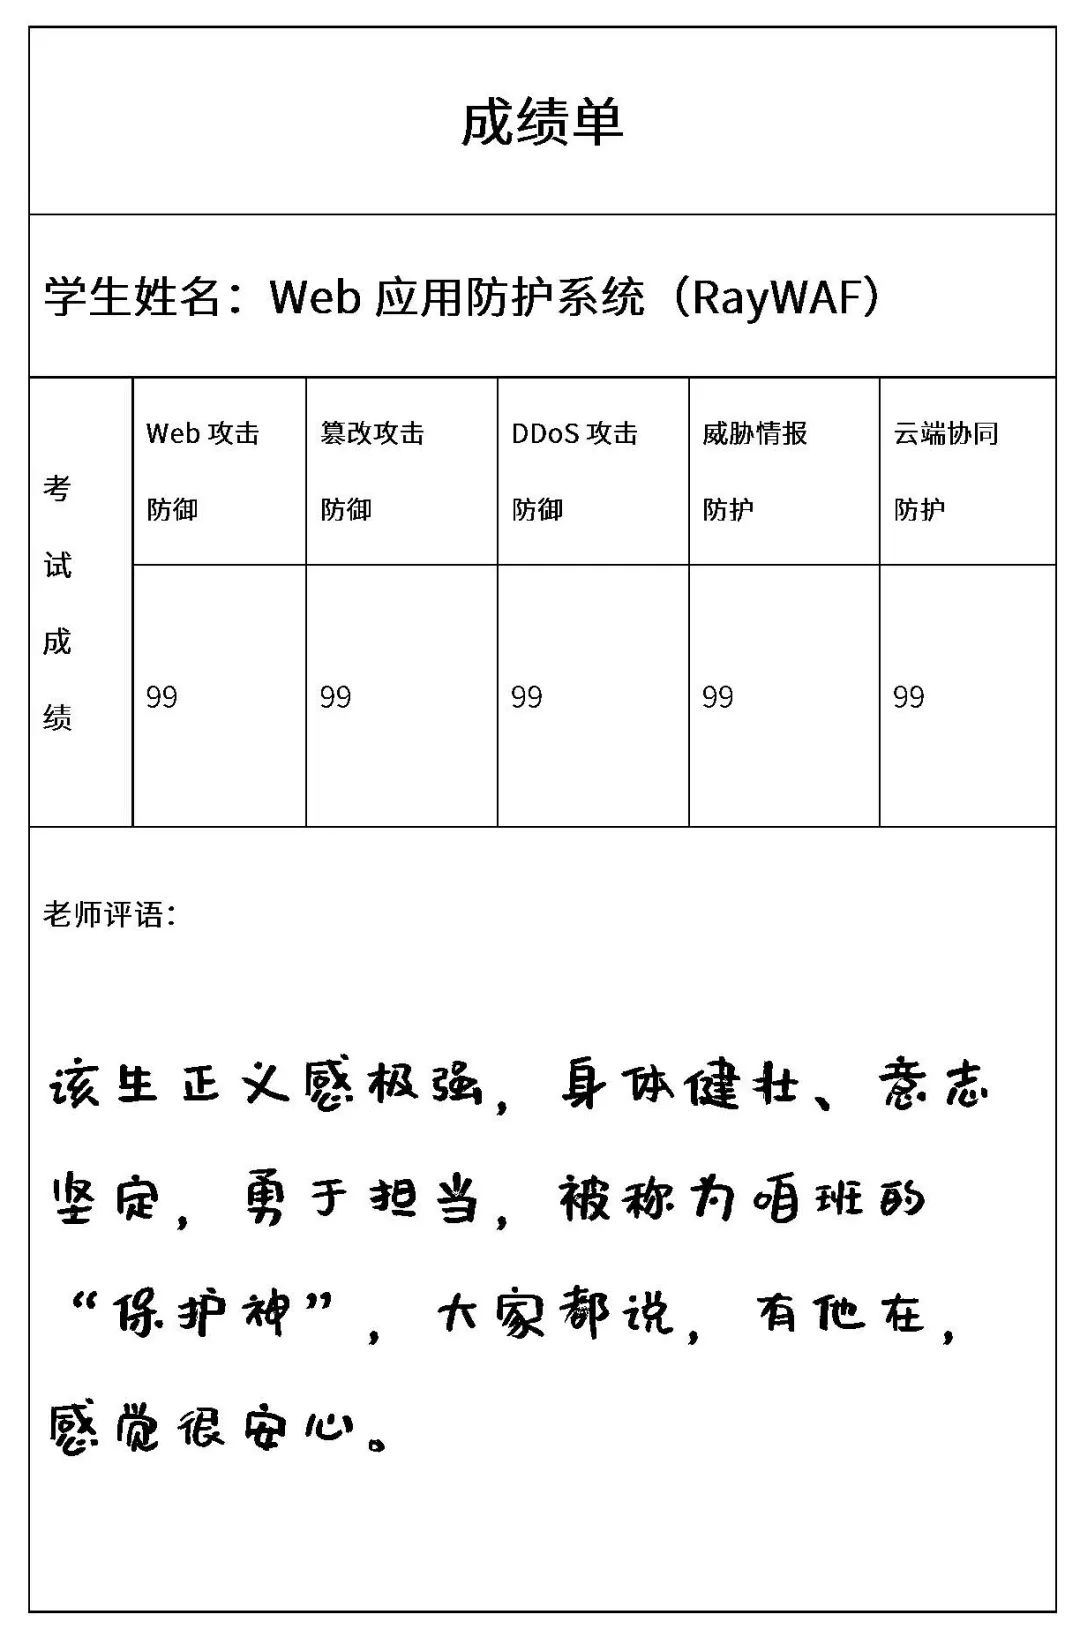 成绩单
学生姓名：Web 应用防护系统（RayWAF）
考
试
成
绩
Web 攻击
防御
篡改攻击
防御
DDoS 攻击
防御
威胁情报
防护
云端协同
防护
99
99
99
99
99
老师评语：
该生正义感极强，身体健壮、意志
坚定，勇于担当，被称为咱班的
“保护神”，大家都说，有他在，
感觉很安心。